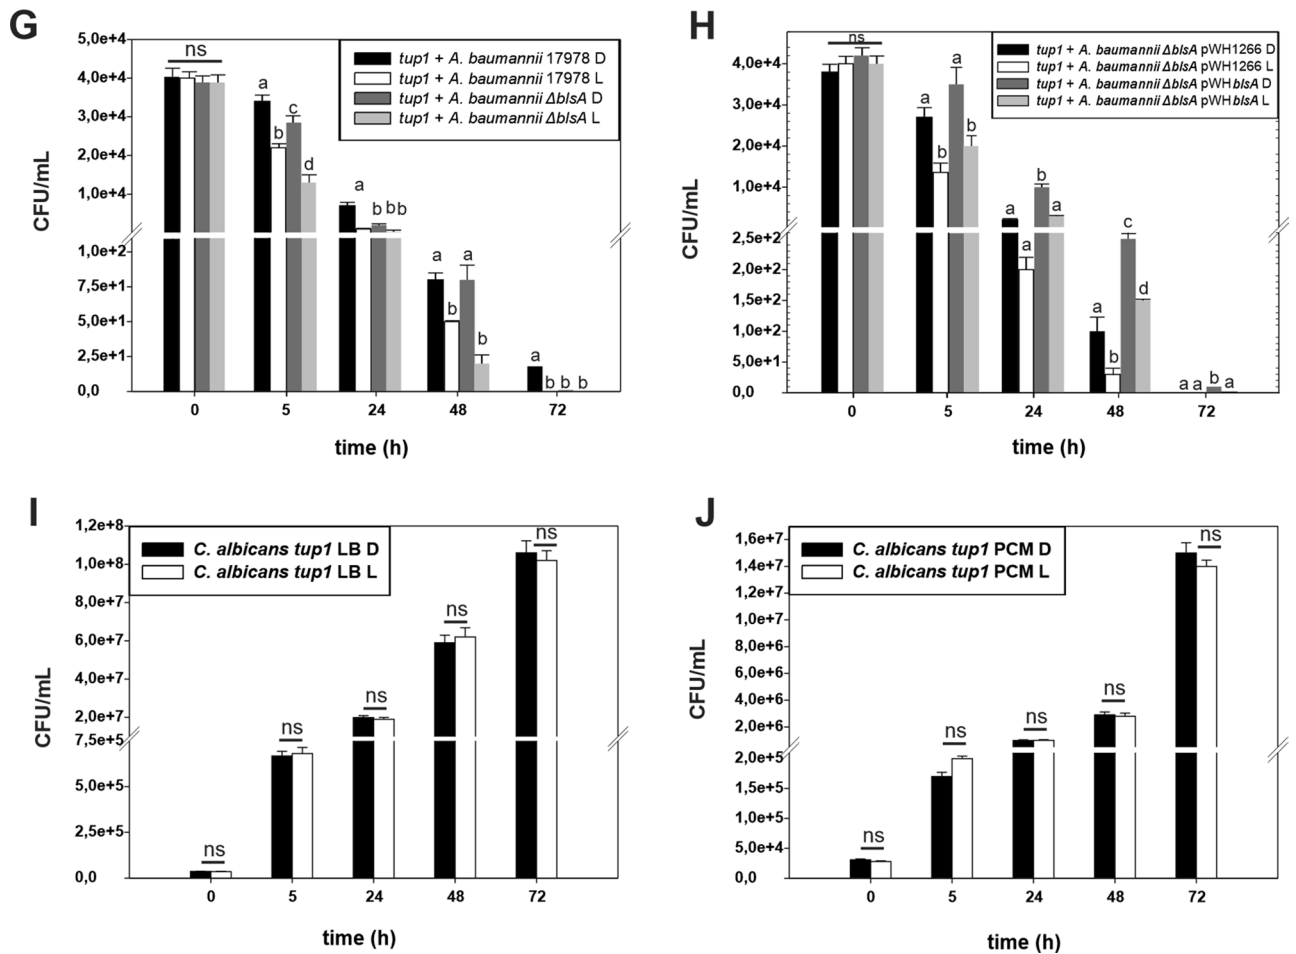 G
5,0e+4
4,0e+4
3,0e+4
2,0e+4
1,0e+4
1,0e+2
7,5e+1
5,0e+1
2,5e+1
0,0
CFU/mL
tup1 + A. baumannii 17978 D
tup1 + A. baumannii 17978 L
tup1 + A. baumannii ΔblsA D
tup1 + A. baumannii ΔblsA L
ns
a b c d
a b b b
a b a b
a b b b
0 5 24 48 72
time (h)
H
4,0e+4
3,0e+4
2,0e+4
1,0e+4
2,5e+2
2,0e+2
1,5e+2
1,0e+2
5,0e+1
0,0
CFU/mL
tup1 + A. baumannii ΔblsA pWH1266 D
tup1 + A. baumannii ΔblsA pWH1266 L
tup1 + A. baumannii ΔblsA pWHblsA D
tup1 + A. baumannii ΔblsA pWHblsA L
ns
a b a b
a a b a
a b c d
a a b a
0 5 24 48 72
time (h)
I
1,2e+8
1,0e+8
8,0e+7
6,0e+7
4,0e+7
2,0e+7
7,5e+5
5,0e+5
2,5e+5
0,0
CFU/mL
C. albicans tup1 LB D
C. albicans tup1 LB L
ns ns ns ns ns
0 5 24 48 72
time (h)
J
1,6e+7
1,4e+7
1,2e+7
1,0e+7
8,0e+6
6,0e+6
4,0e+6
2,0e+6
2,0e+5
1,5e+5
1,0e+5
5,0e+4
0,0
CFU/mL
C. albicans tup1 PCM D
C. albicans tup1 PCM L
ns ns ns ns ns
0 5 24 48 72
time (h)